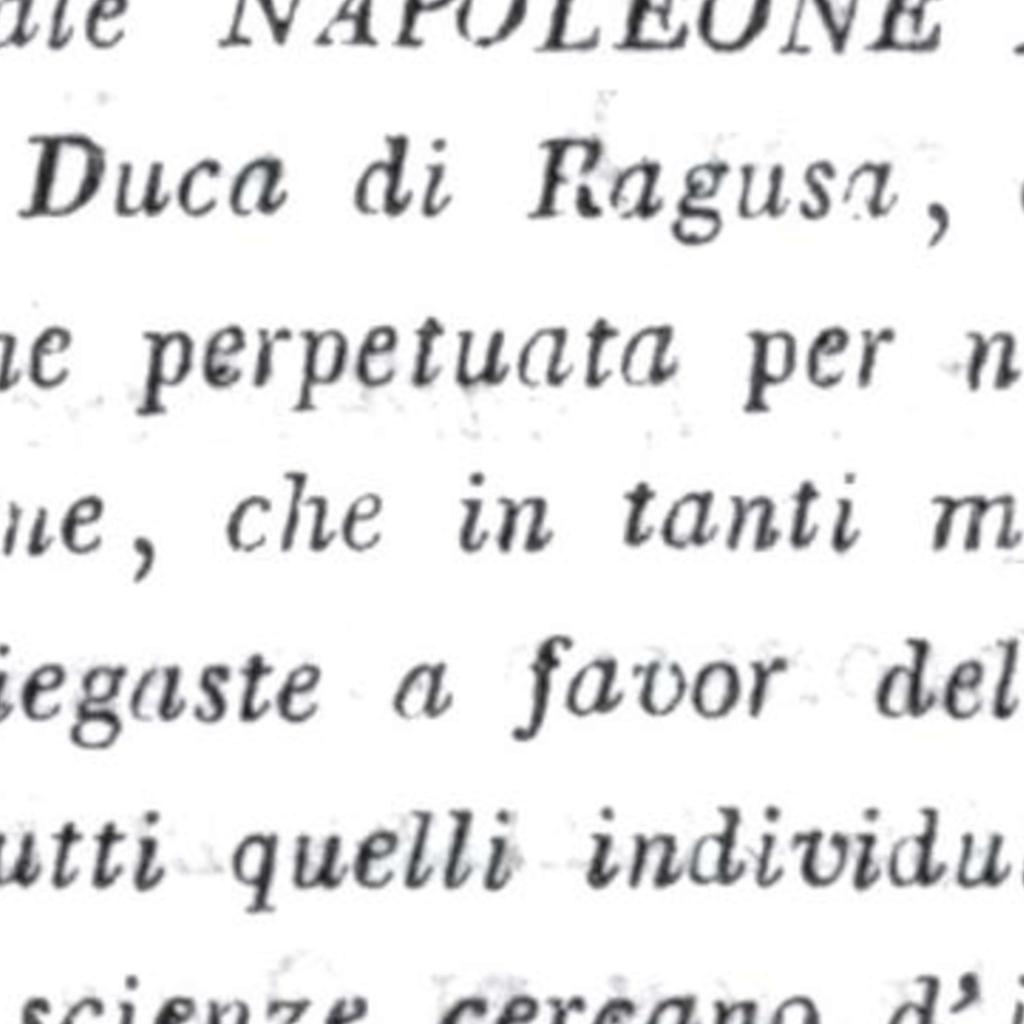 ale NAPOLEONE
Duca di Ragusa,
ne perpetuata per n
ne, che in tanti m
iegaste a favor del
utti quelli individu
scienze cercano d'i